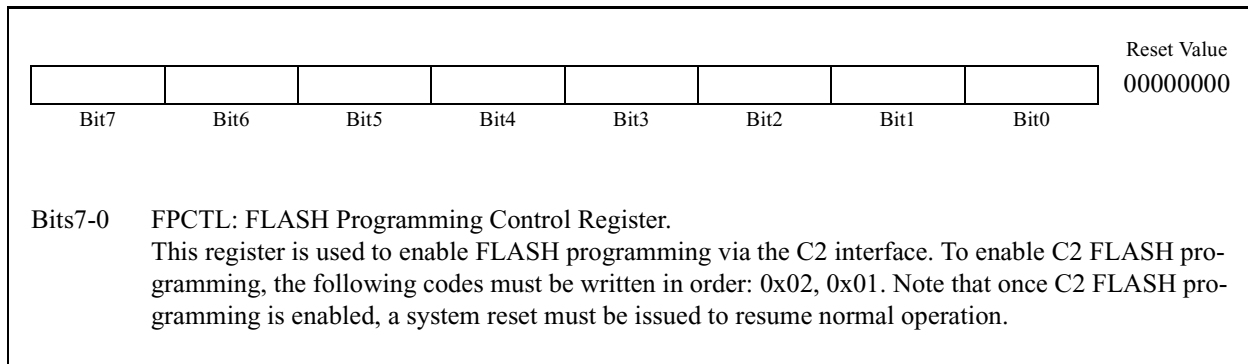 Reset Value
00000000
Bit7 Bit6 Bit5 Bit4 Bit3 Bit2 Bit1 Bit0
Bits7-0 FPCTL: FLASH Programming Control Register.
This register is used to enable FLASH programming via the C2 interface. To enable C2 FLASH pro-
gramming, the following codes must be written in order: 0x02, 0x01. Note that once C2 FLASH pro-
gramming is enabled, a system reset must be issued to resume normal operation.